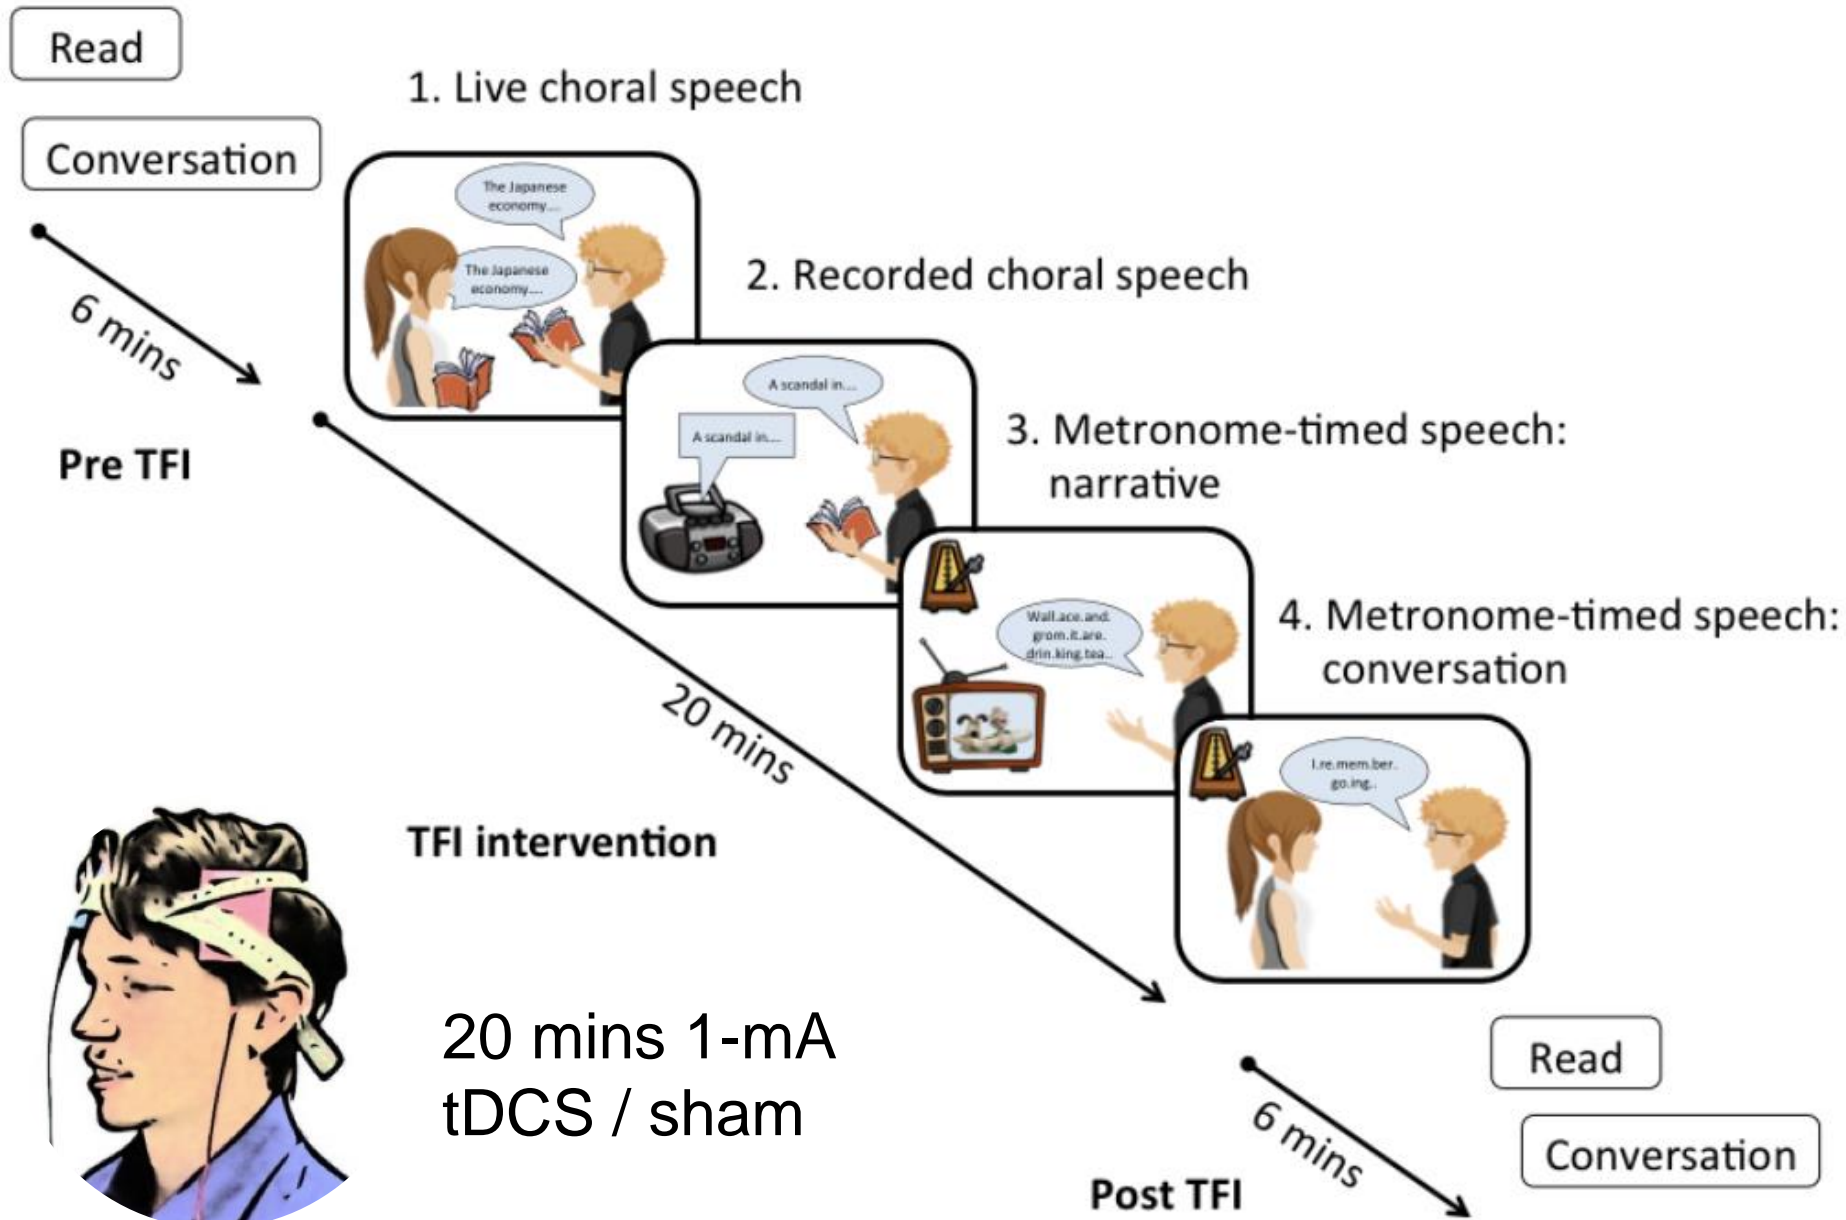 Read
Conversation
6 mins
Pre TFI
1. Live choral speech
The Japanese
economy....
The Japanese
economy....
2. Recorded choral speech
A scandal in....
A scandal in....
3. Metronome-timed speech:
narrative
Wall.ace.and.
grom.it.are.
drin.king.tea..
4. Metronome-timed speech:
conversation
I.re.mem.ber.
go.ing..
20 mins
TFI intervention
20 mins 1-mA
tDCS / sham
Read
Conversation
6 mins
Post TFI